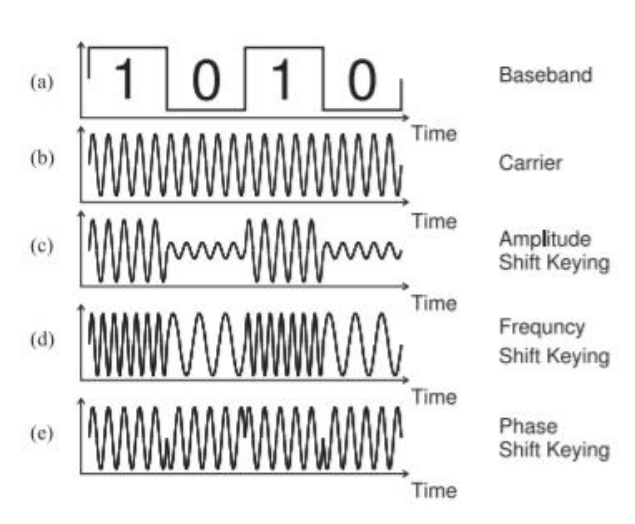 (a)
1 0 1 0
Baseband
Time
(b)
Carrier
Time
(c)
Amplitude
Shift Keying
Time
(d)
Frequncy
Shift Keying
Time
(e)
Phase
Shift Keying
Time